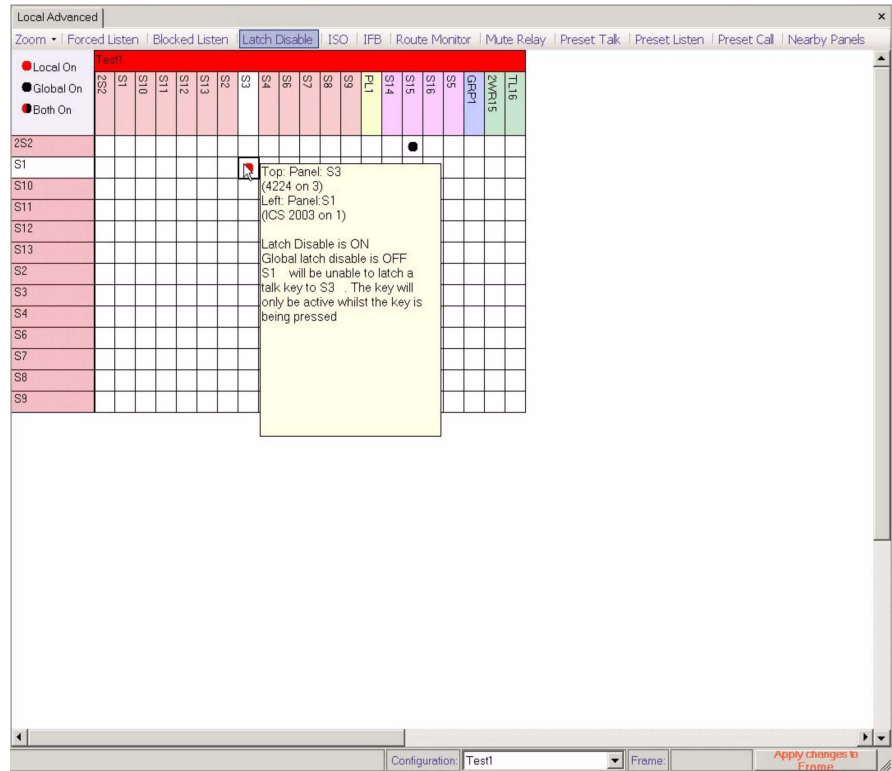 Local Advanced
Zoom Forced Listen Blocked Listen Latch Disable ISO IFB Route Monitor Mute Relay Preset Talk Preset Listen Preset Call Nearby Panels
Local On
Global On
Both On
Test1
2S2 S1 S10 S11 S12 S13 S2 S3 S4 S6 S7 S8 S9 PL1 S14 S15 S16 S5 GRP1 2WR15 TL16
2S2
S1
S10
S11
S12
S13
S2
S3
S4
S6
S7
S8
S9
Top: Panel: S3
(4224 on 3)
Left: Panel:S1
(ICS 2003 on 1)
Latch Disable is ON
Global latch disable is OFF
S1 will be unable to latch a
talk key to S3 . The key will
only be active whilst the key is
being pressed
Configuration: Test1 Frame:
Apply changes to
Frame